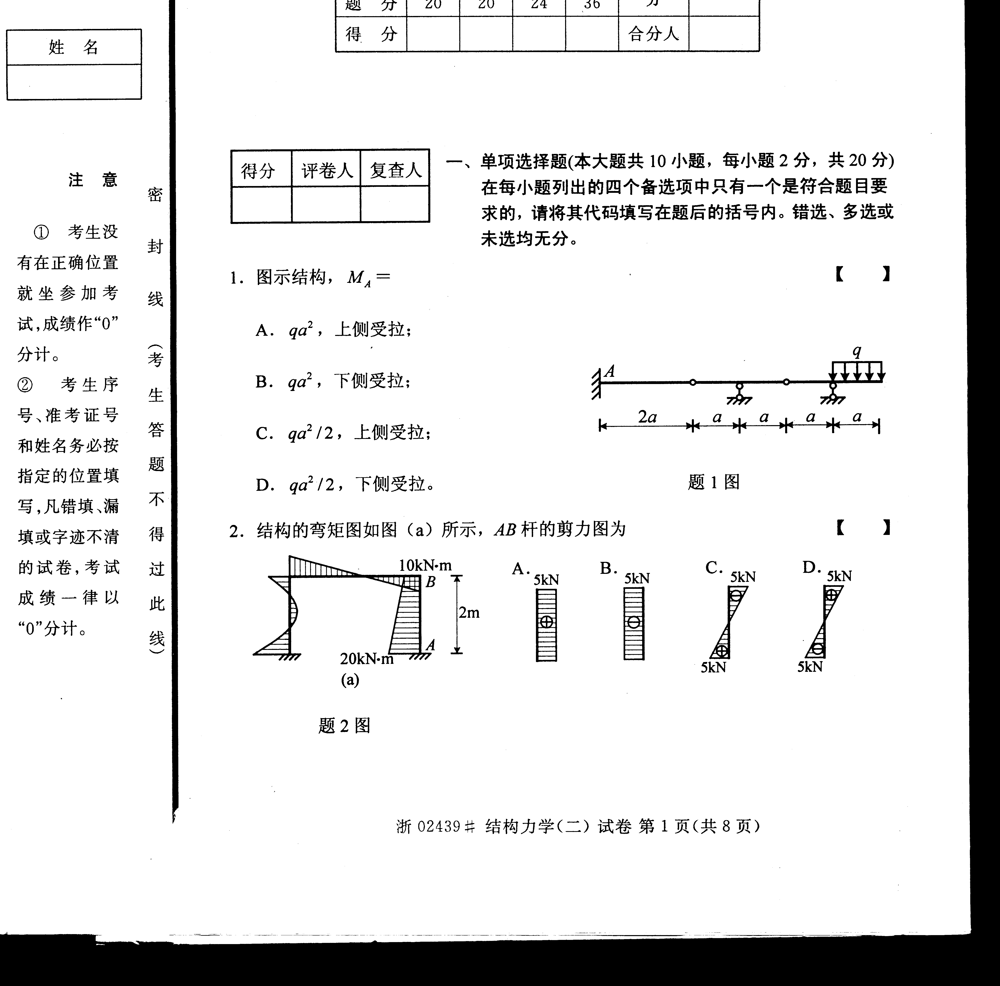 题 分 20 20 24 36 分
得 分 合分人
姓 名
注 意
① 考生没
有在正确位置
就坐参加考
试,成绩作“0”
分计。
② 考生序
号、准考证号
和姓名务必按
指定的位置填
写,凡错填、漏
填或字迹不清
的试卷,考试
成绩一律以
“0”分计。
密封线(考生答题不得过此线)
得分 评卷人 复查人
一、单项选择题(本大题共 10 小题，每小题 2 分，共 20 分)
在每小题列出的四个备选项中只有一个是符合题目要
求的，请将其代码填写在题后的括号内。错选、多选或
未选均无分。
1. 图示结构， M_A＝ 【 】
A. qa²，上侧受拉；
B. qa²，下侧受拉；
C. qa²/2，上侧受拉；
D. qa²/2，下侧受拉。
q
A
2a a a a a
题 1 图
2. 结构的弯矩图如图（a）所示，AB 杆的剪力图为 【 】
10kN·m
B
2m
A
20kN·m
(a)
A. 5kN
B. 5kN
C. 5kN
5kN
D. 5kN
5kN
题 2 图
浙 02439# 结构力学(二) 试卷 第 1 页(共 8 页)